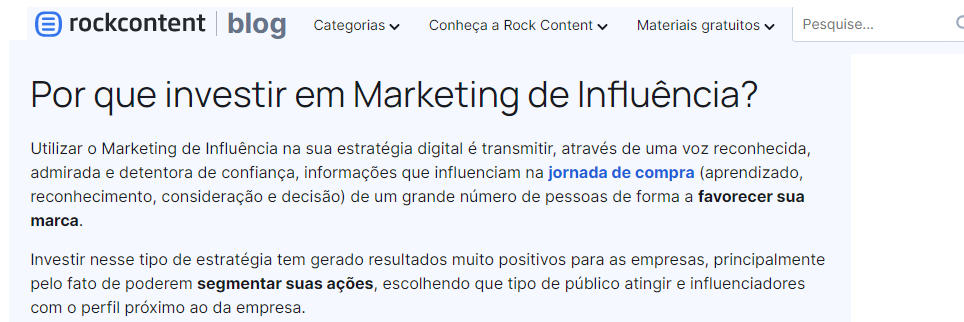 rockcontent blog Categorias Conheça a Rock Content Materiais gratuitos Pesquise...
Por que investir em Marketing de Influência?
Utilizar o Marketing de Influência na sua estratégia digital é transmitir, através de uma voz reconhecida,
admirada e detentora de confiança, informações que influenciam na jornada de compra (aprendizado,
reconhecimento, consideração e decisão) de um grande número de pessoas de forma a favorecer sua
marca.
Investir nesse tipo de estratégia tem gerado resultados muito positivos para as empresas, principalmente
pelo fato de poderem segmentar suas ações, escolhendo que tipo de público atingir e influenciadores
com o perfil próximo ao da empresa.